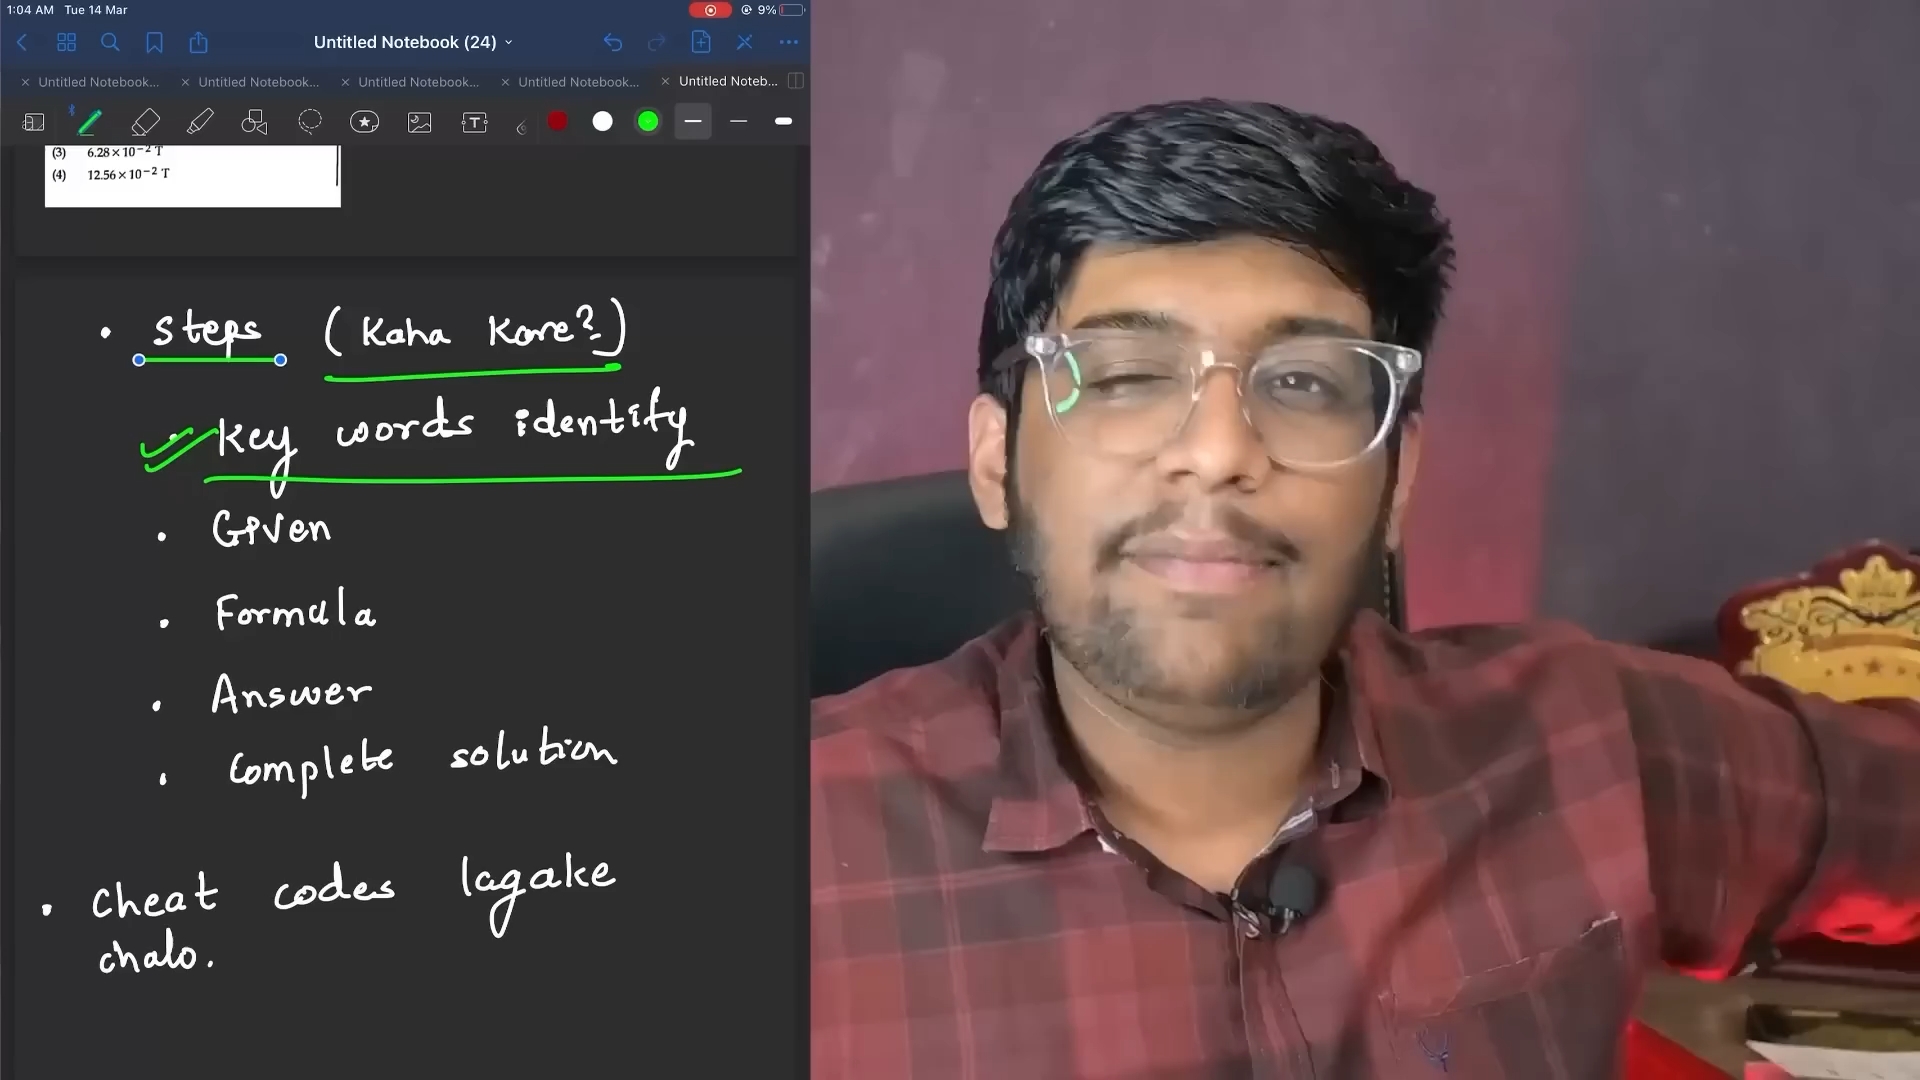 1:04 AM Tue 14 Mar
9%
Untitled Notebook (24)
Untitled Notebook... Untitled Notebook... Untitled Notebook... Untitled Notebook... Untitled Noteb...
(3) 6.28×10⁻² T
(4) 12.56×10⁻² T
• Steps (Kaha Kare?)
• Key words identify
• Given
• Formula
• Answer
• Complete solution
• Cheat codes lagake
chalo.